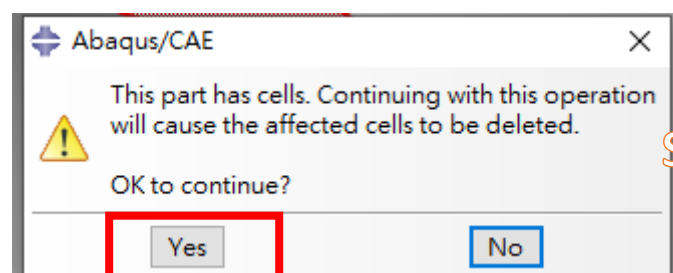 Abaqus/CAE
This part has cells. Continuing with this operation
will cause the affected cells to be deleted.
OK to continue?
Yes
No